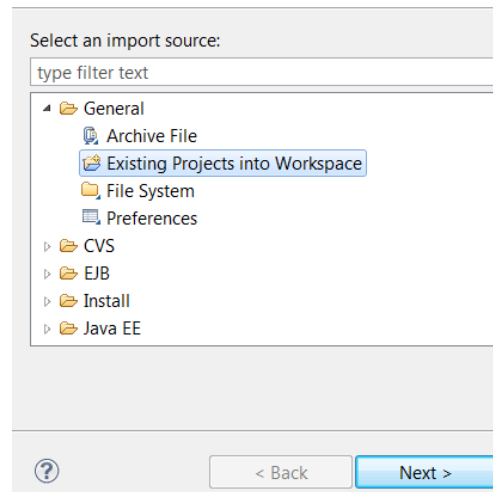 Select an import source:
type filter text
General
Archive File
Existing Projects into Workspace
File System
Preferences
CVS
EJB
Install
Java EE
?
< Back Next >